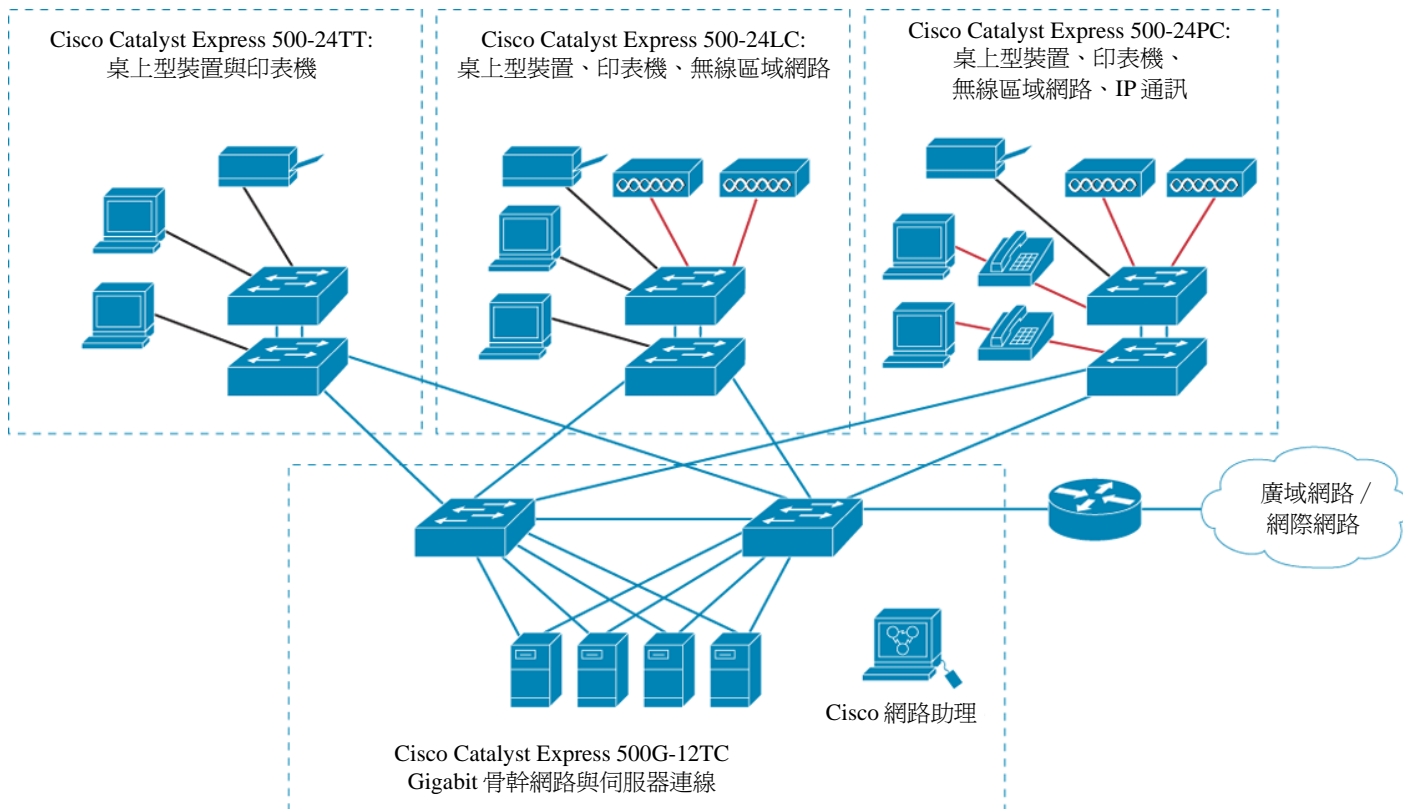 Cisco Catalyst Express 500-24TT:
桌上型裝置與印表機
Cisco Catalyst Express 500-24LC:
桌上型裝置、印表機、無線區域網路
Cisco Catalyst Express 500-24PC:
桌上型裝置、印表機、
無線區域網路、IP 通訊
廣域網路 /
網際網路
Cisco 網路助理
Cisco Catalyst Express 500G-12TC
Gigabit 骨幹網路與伺服器連線